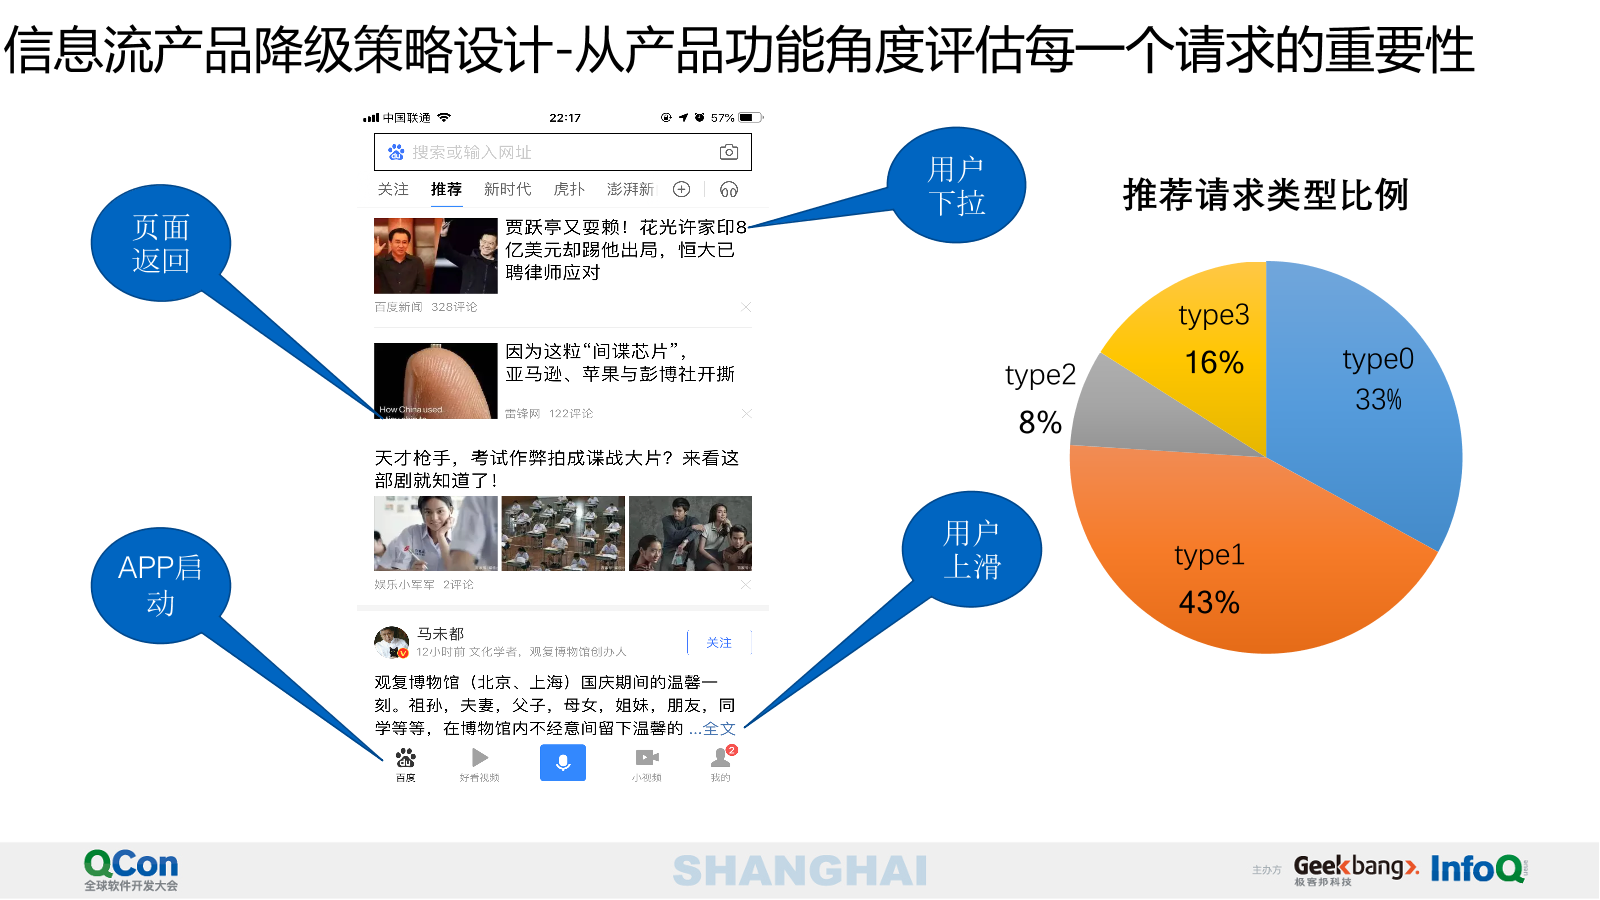 信息流产品降级策略设计-从产品功能角度评估每一个请求的重要性
中国联通
22:17
57%
搜索或输入网址
关注 推荐 新时代 虎扑 澎湃新
贾跃亭又耍赖！花光许家印8
亿美元却踢他出局，恒大已
聘律师应对
百度新闻 328评论
因为这粒“间谍芯片”，
亚马逊、苹果与彭博社开撕
How China used
雷锋网 122评论
天才枪手，考试作弊拍成谍战大片？来看这
部剧就知道了！
娱乐小军军 2评论
马未都
12小时前 文化学者，观复博物馆创办人
关注
观复博物馆（北京、上海）国庆期间的温馨一
刻。祖孙，夫妻，父子，母女，姐妹，朋友，同
学等等，在博物馆内不经意间留下温馨的 ...全文
百度
好看视频
小视频
我的
2
页面
返回
APP启
动
用户
下拉
用户
上滑
推荐请求类型比例
type0
33%
type1
43%
type2
8%
type3
16%
QCon
全球软件开发大会
SHANGHAI
主办方
Geekbang
极客邦科技
InfoQ